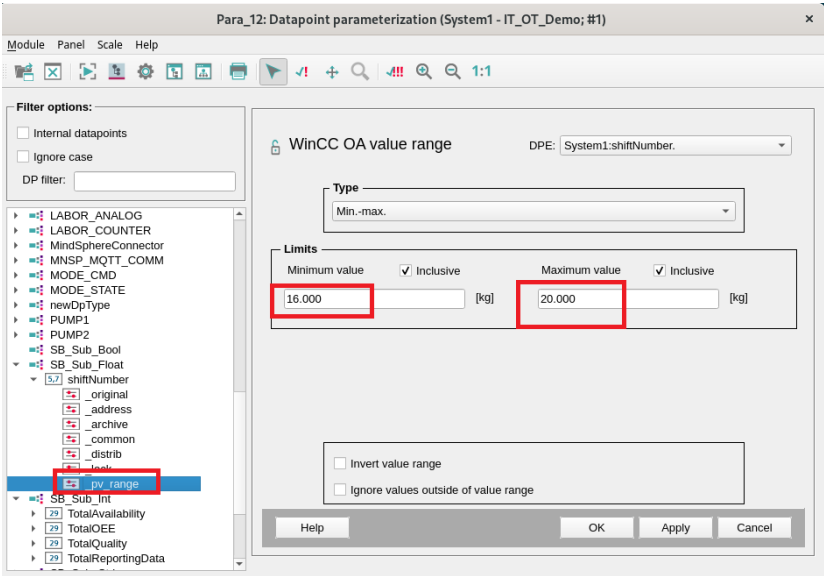 Para_12: Datapoint parameterization (System1 - IT_OT_Demo; #1)
Module Panel Scale Help
1:1
Filter options:
Internal datapoints
Ignore case
DP filter:
LABOR_ANALOG
LABOR_COUNTER
MindSphereConnector
MNSP_MQTT_COMM
MODE_CMD
MODE_STATE
newDpType
PUMP1
PUMP2
SB_Sub_Bool
SB_Sub_Float
5,7 shiftNumber
_original
_address
_archive
_common
_distrib
_lock
_pv_range
SB_Sub_Int
29 TotalAvailability
29 TotalOEE
29 TotalQuality
29 TotalReportingData
WinCC OA value range
DPE: System1:shiftNumber.
Type
Min.-max.
Limits
Minimum value Inclusive Maximum value Inclusive
16.000 [kg] 20.000 [kg]
Invert value range
Ignore values outside of value range
Help OK Apply Cancel